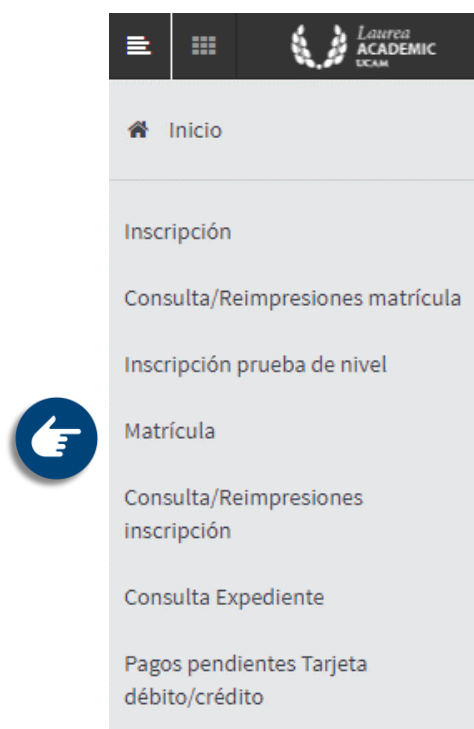 Laurea
ACADEMIC
UCAM
Inicio
Inscripción
Consulta/Reimpresiones matrícula
Inscripción prueba de nivel
Matrícula
Consulta/Reimpresiones
inscripción
Consulta Expediente
Pagos pendientes Tarjeta
débito/crédito